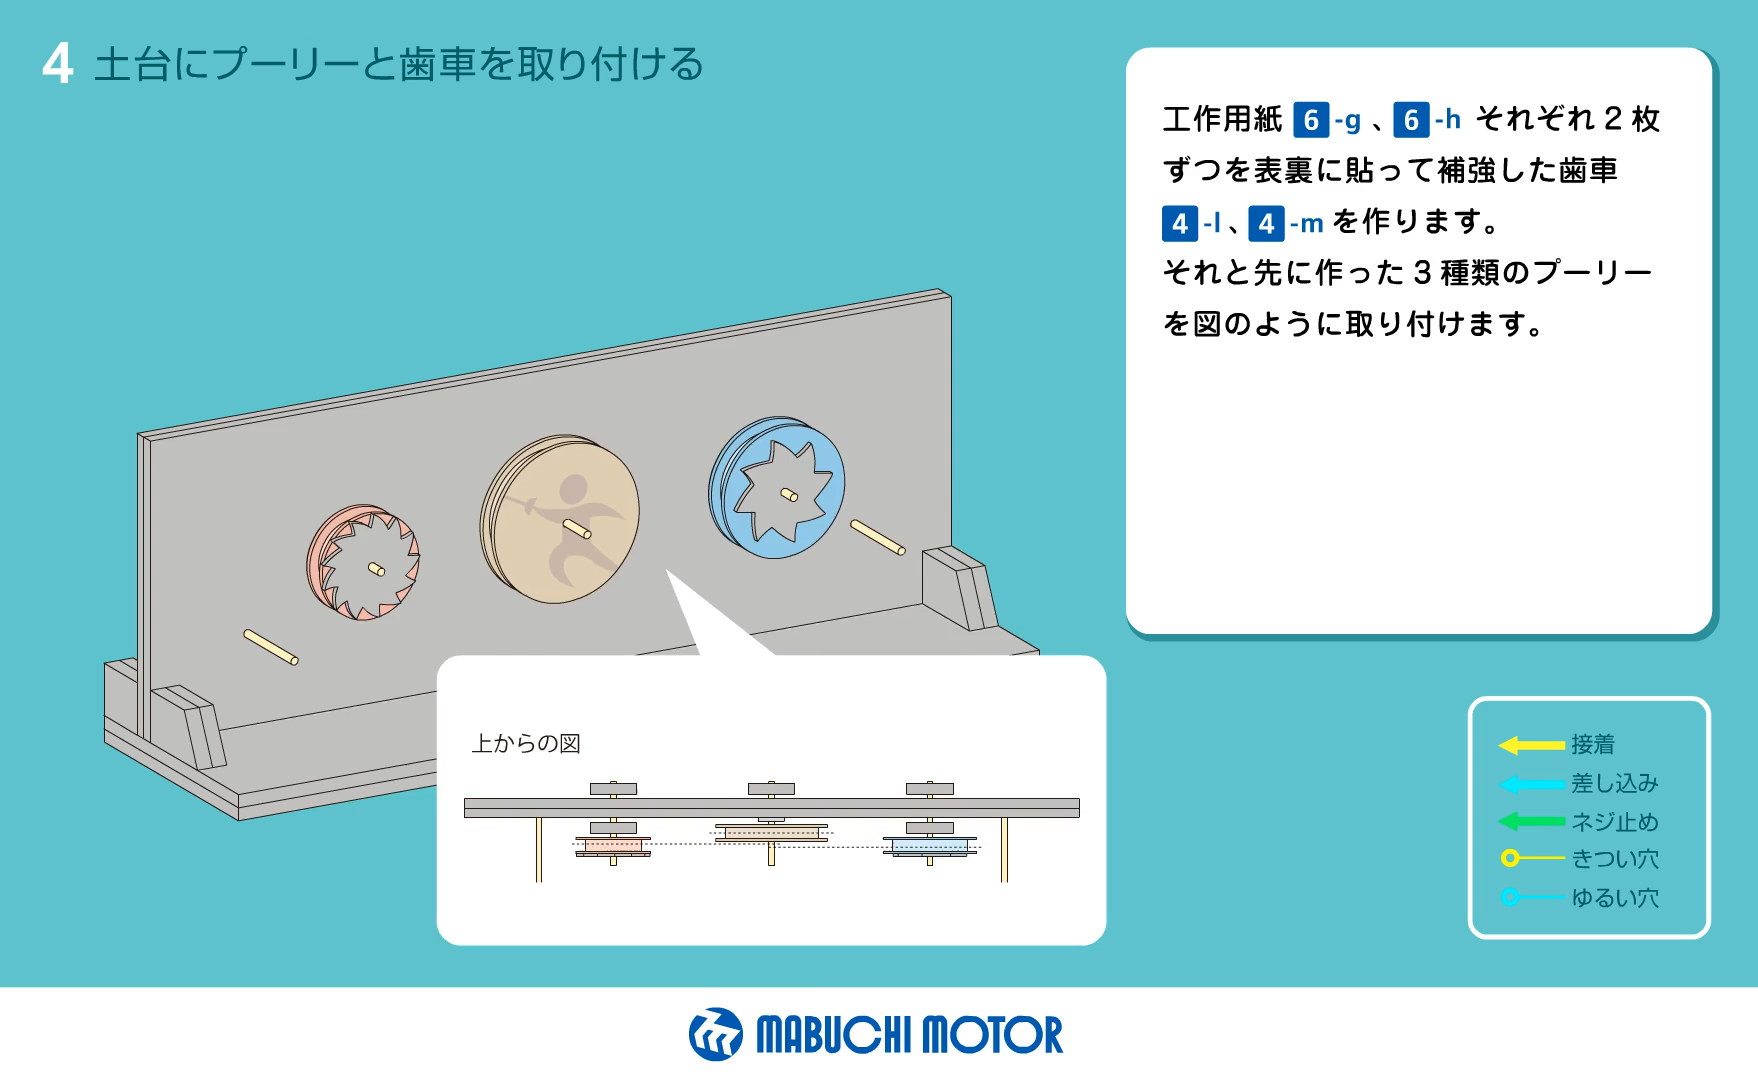 4 土台にプーリーと歯車を取り付ける
工作用紙 6-g 、6-h それぞれ 2 枚
ずつを表裏に貼って補強した歯車
4-l、4-m を作ります。
それと先に作った 3 種類のプーリー
を図のように取り付けます。
上からの図
接着
差し込み
ネジ止め
きつい穴
ゆるい穴
MABUCHI MOTOR